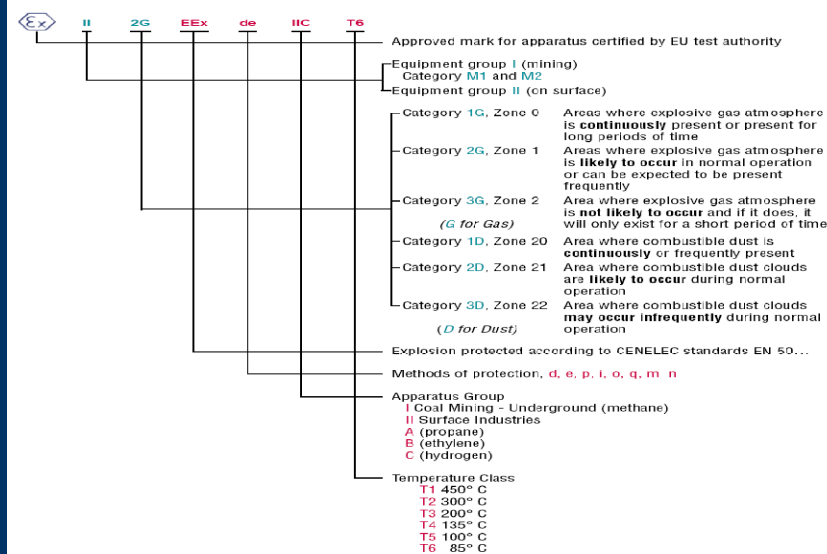 Ex II 2G EEx de IIC T6
Approved mark for apparatus certified by EU test authority
Equipment group I (mining)
Category M1 and M2
Equipment group II (on surface)
Category 1G, Zone 0 Areas where explosive gas atmosphere
is continuously present or present for
long periods of time
Category 2G, Zone 1 Areas where explosive gas atmosphere
is likely to occur in normal operation
or can be expected to be present
frequently
Category 3G, Zone 2 Area where explosive gas atmosphere
is not likely to occur and if it does, it
(G for Gas) will only exist for a short period of time
Category 1D, Zone 20 Area where combustible dust is
continuously or frequently present
Category 2D, Zone 21 Area where combustible dust clouds
are likely to occur during normal
operation
Category 3D, Zone 22 Area where combustible dust clouds
may occur infrequently during normal
(D for Dust) operation
Explosion protected according to CENELEC standards EN 50...
Methods of protection, d, e, p, i, o, q, m n
Apparatus Group
I Coal Mining - Underground (methane)
II Surface Industries
A (propane)
B (ethylene)
C (hydrogen)
Temperature Class
T1 450° C
T2 300° C
T3 200° C
T4 135° C
T5 100° C
T6 85° C